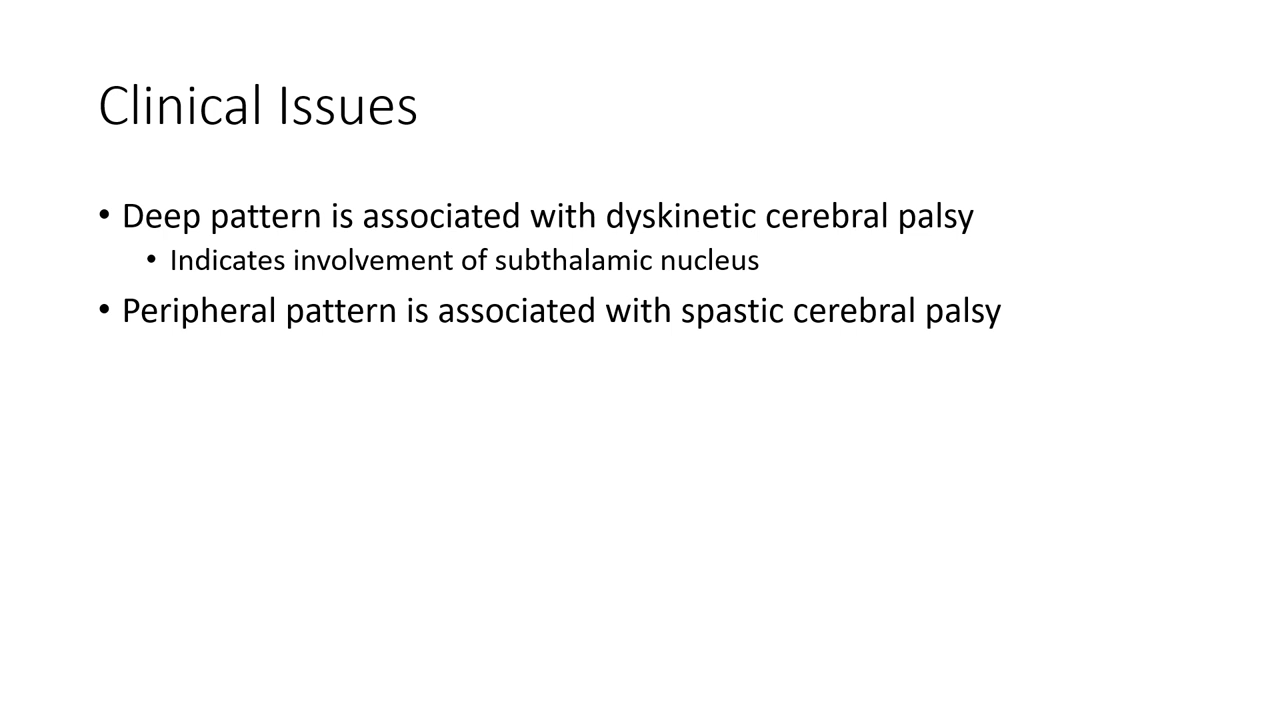 Clinical Issues
• Deep pattern is associated with dyskinetic cerebral palsy
• Indicates involvement of subthalamic nucleus
• Peripheral pattern is associated with spastic cerebral palsy